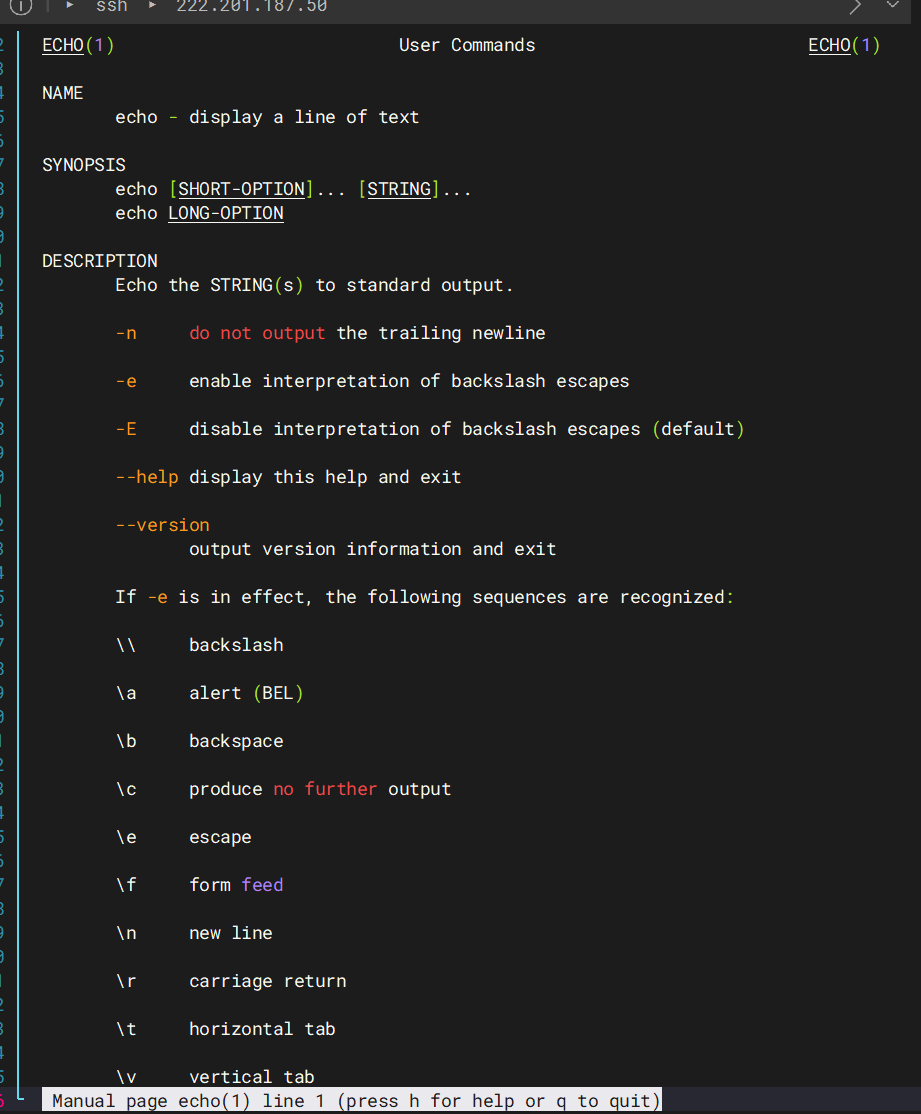 ssh 222.201.187.50
ECHO(1) User Commands ECHO(1)
NAME
echo - display a line of text
SYNOPSIS
echo [SHORT-OPTION]... [STRING]...
echo LONG-OPTION
DESCRIPTION
Echo the STRING(s) to standard output.
-n do not output the trailing newline
-e enable interpretation of backslash escapes
-E disable interpretation of backslash escapes (default)
--help display this help and exit
--version
output version information and exit
If -e is in effect, the following sequences are recognized:
\\ backslash
\a alert (BEL)
\b backspace
\c produce no further output
\e escape
\f form feed
\n new line
\r carriage return
\t horizontal tab
\v vertical tab
Manual page echo(1) line 1 (press h for help or q to quit)